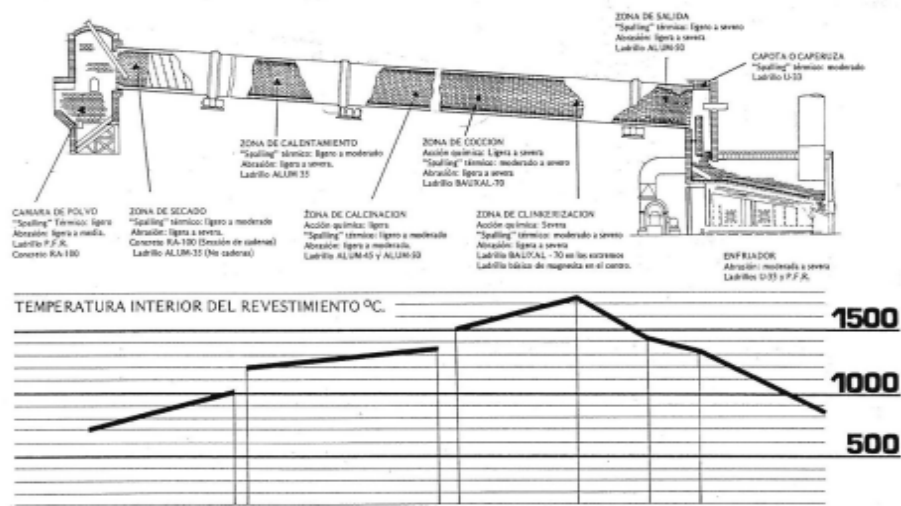 ZONA DE SALIDA
"Spalling" térmico: ligero a severo
Abrasión: ligera a severa
Ladrillo ALUM-50
CAPOTA O CAPERUZA
"Spalling" térmico: moderado
Ladrillo U-33
ZONA DE CALENTAMIENTO
"Spalling" térmico: ligero a moderado
Abrasión: ligera a severa.
Ladrillo ALUM 35
ZONA DE COCCION
Acción química: Ligera a severa
"Spalling" térmico: moderado a severo
Abrasión: ligera a severa
Ladrillo BAUXAL-70
CAMARA DE POLVO
"Spalling" Térmico: ligero
Abrasión: ligera a media.
Ladrillo P.F.R.
Concreto RA-100
ZONA DE SECADO
"Spalling" térmico: ligero a moderado
Abrasión: ligera a severa.
Concreto RA-100 (Sección de cadenas)
Ladrillo ALUM-35 (No cadenas)
ZONA DE CALCINACION
Acción química: ligera
"Spalling" térmico: ligero a moderado
Abrasión: ligera a moderada.
Ladrillo ALUM-45 y ALUM-50
ZONA DE CLINKERIZACION
Acción química: Severa
"Spalling" térmico: moderado a severo
Abrasión: ligera a severa
Ladrillo BAUXAL - 70 en los extremos
Ladrillo básico de magnesita en el centro.
ENFRIADOR
Abrasión: moderada a severa
Ladrillos U-33 y P.F.R.
TEMPERATURA INTERIOR DEL REVESTIMIENTO ºC.
1500
1000
500